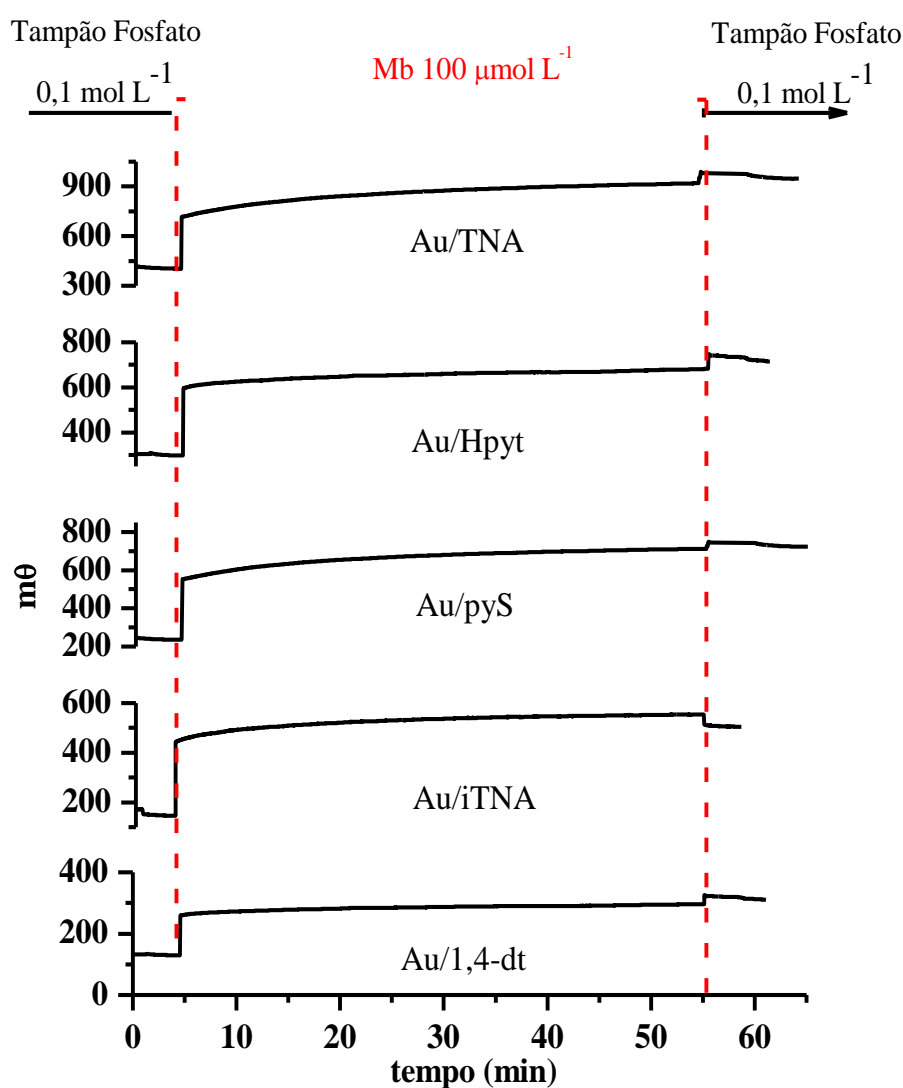 Tampão Fosfato
0,1 mol L-1
Mb 100 μmol L-1
Tampão Fosfato
0,1 mol L-1
900
600
300
Au/TNA
800
600
400
Au/Hpyt
800
600
400
200
Au/pyS
mθ
600
400
200
Au/iTNA
400
200
0
Au/1,4-dt
0 10 20 30 40 50 60
tempo (min)